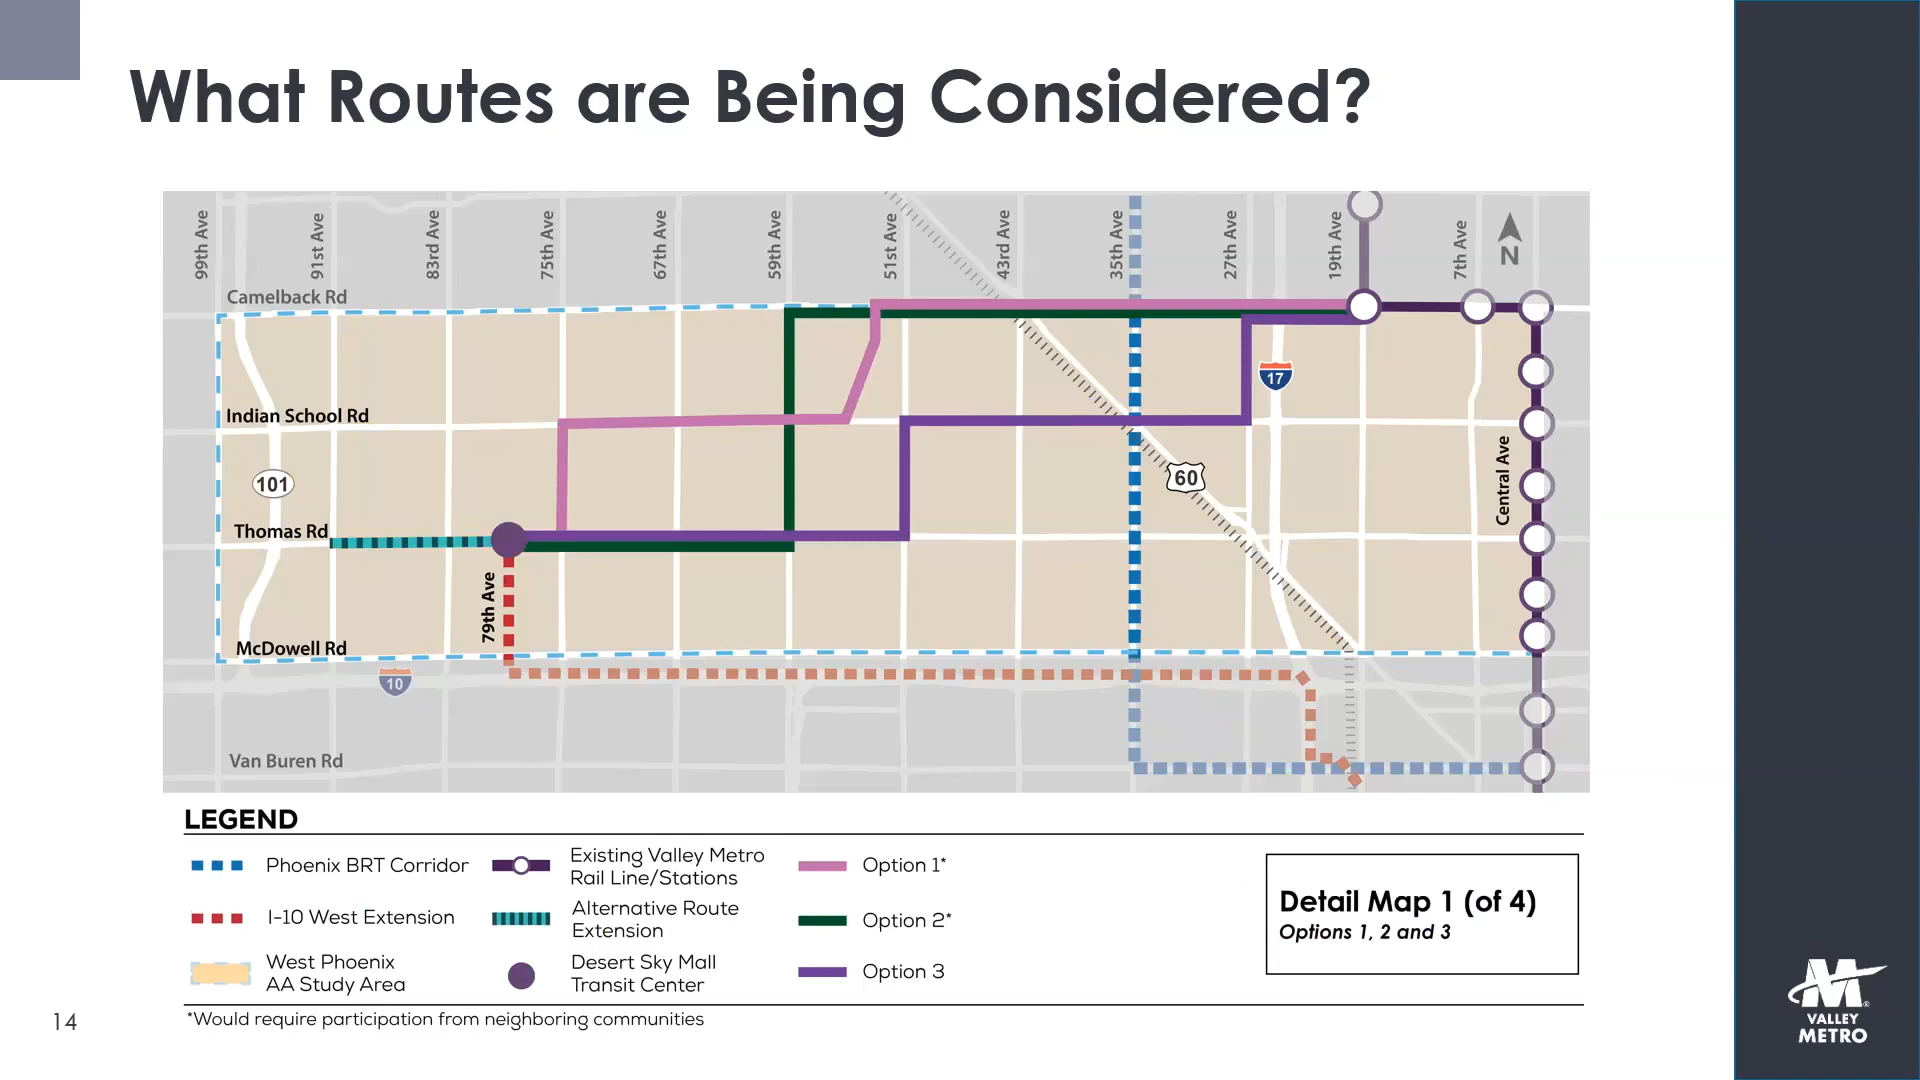 What Routes are Being Considered?
99th Ave
91st Ave
83rd Ave
75th Ave
67th Ave
59th Ave
51st Ave
43rd Ave
35th Ave
27th Ave
19th Ave
7th Ave
N
Camelback Rd
17
Indian School Rd
101
60
Central Ave
Thomas Rd
79th Ave
McDowell Rd
10
Van Buren Rd
LEGEND
Phoenix BRT Corridor
I-10 West Extension
West Phoenix
AA Study Area
Existing Valley Metro
Rail Line/Stations
Alternative Route
Extension
Desert Sky Mall
Transit Center
Option 1*
Option 2*
Option 3
Detail Map 1 (of 4)
Options 1, 2 and 3
*Would require participation from neighboring communities
14
VALLEY
METRO